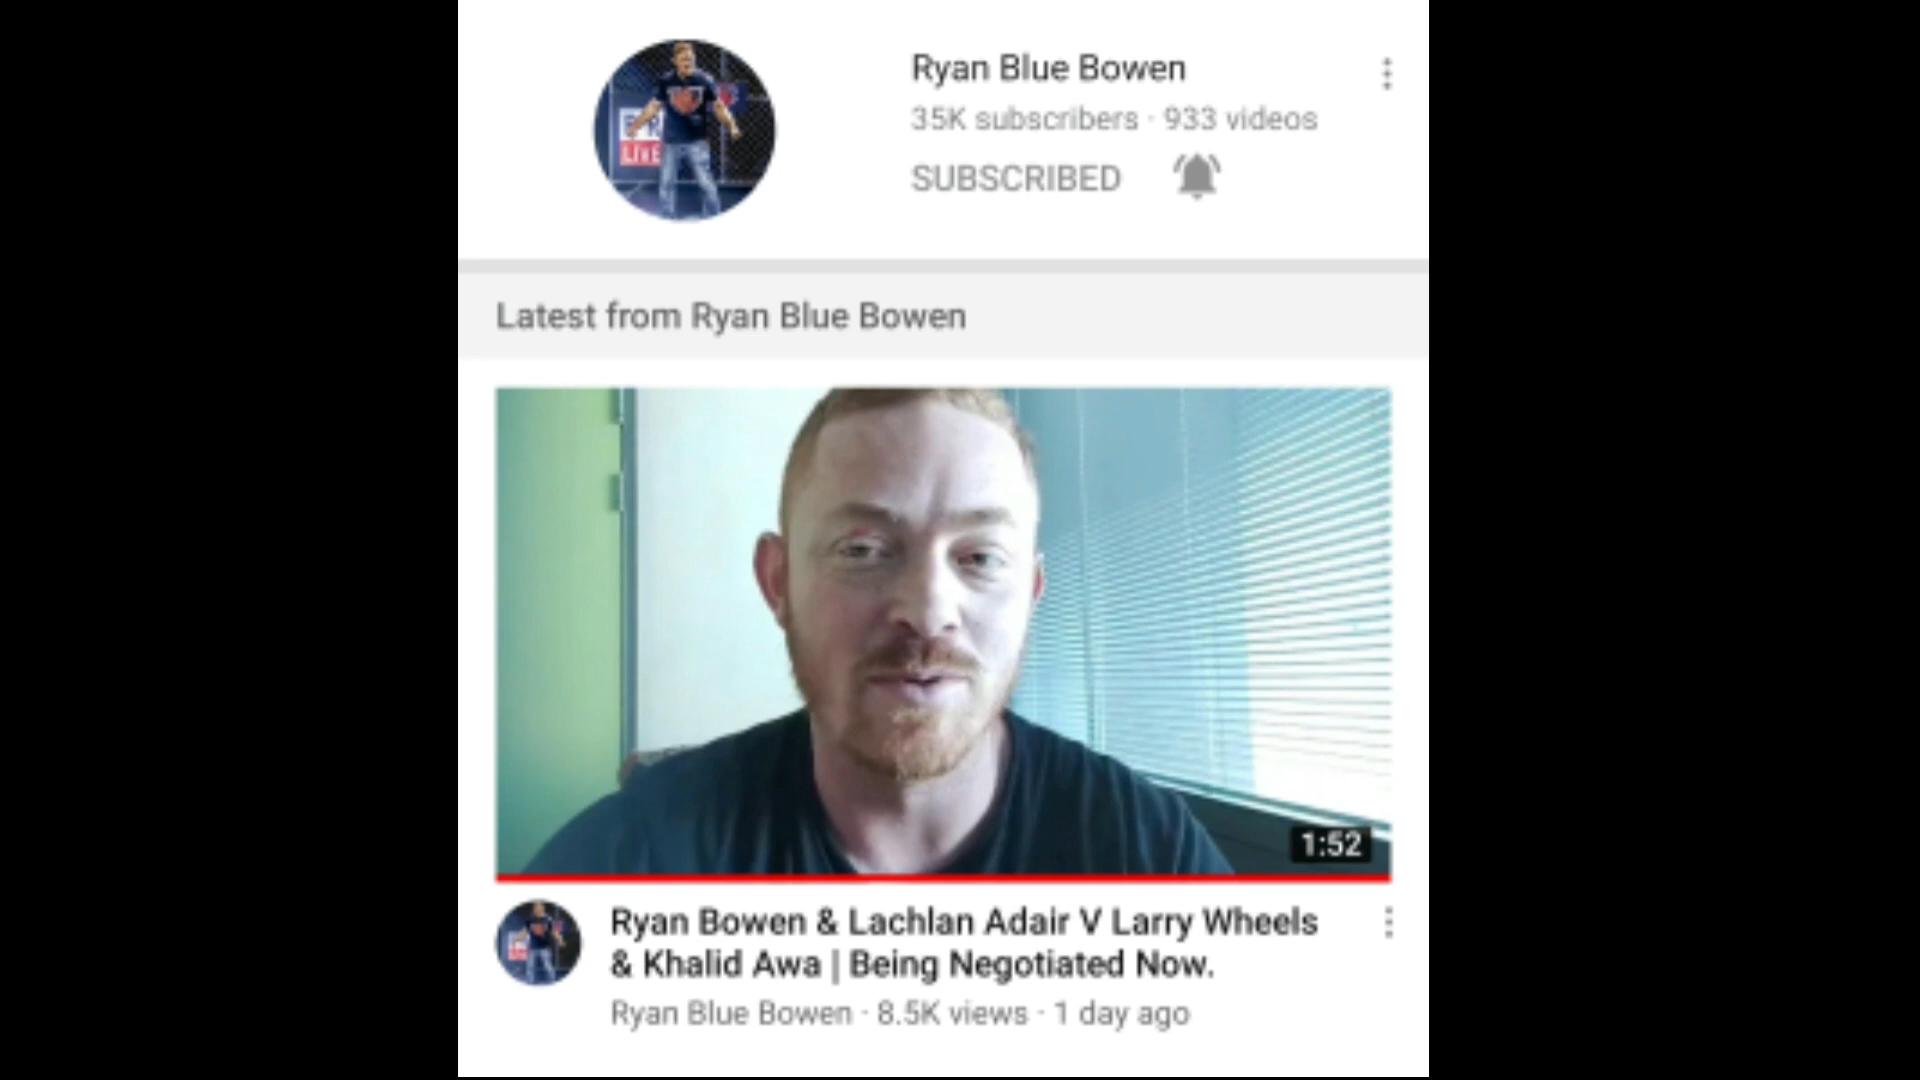 Ryan Blue Bowen
35K subscribers · 933 videos
SUBSCRIBED
LIVE
Latest from Ryan Blue Bowen
1:52
Ryan Bowen & Lachlan Adair V Larry Wheels
& Khalid Awa | Being Negotiated Now.
Ryan Blue Bowen · 8.5K views · 1 day ago